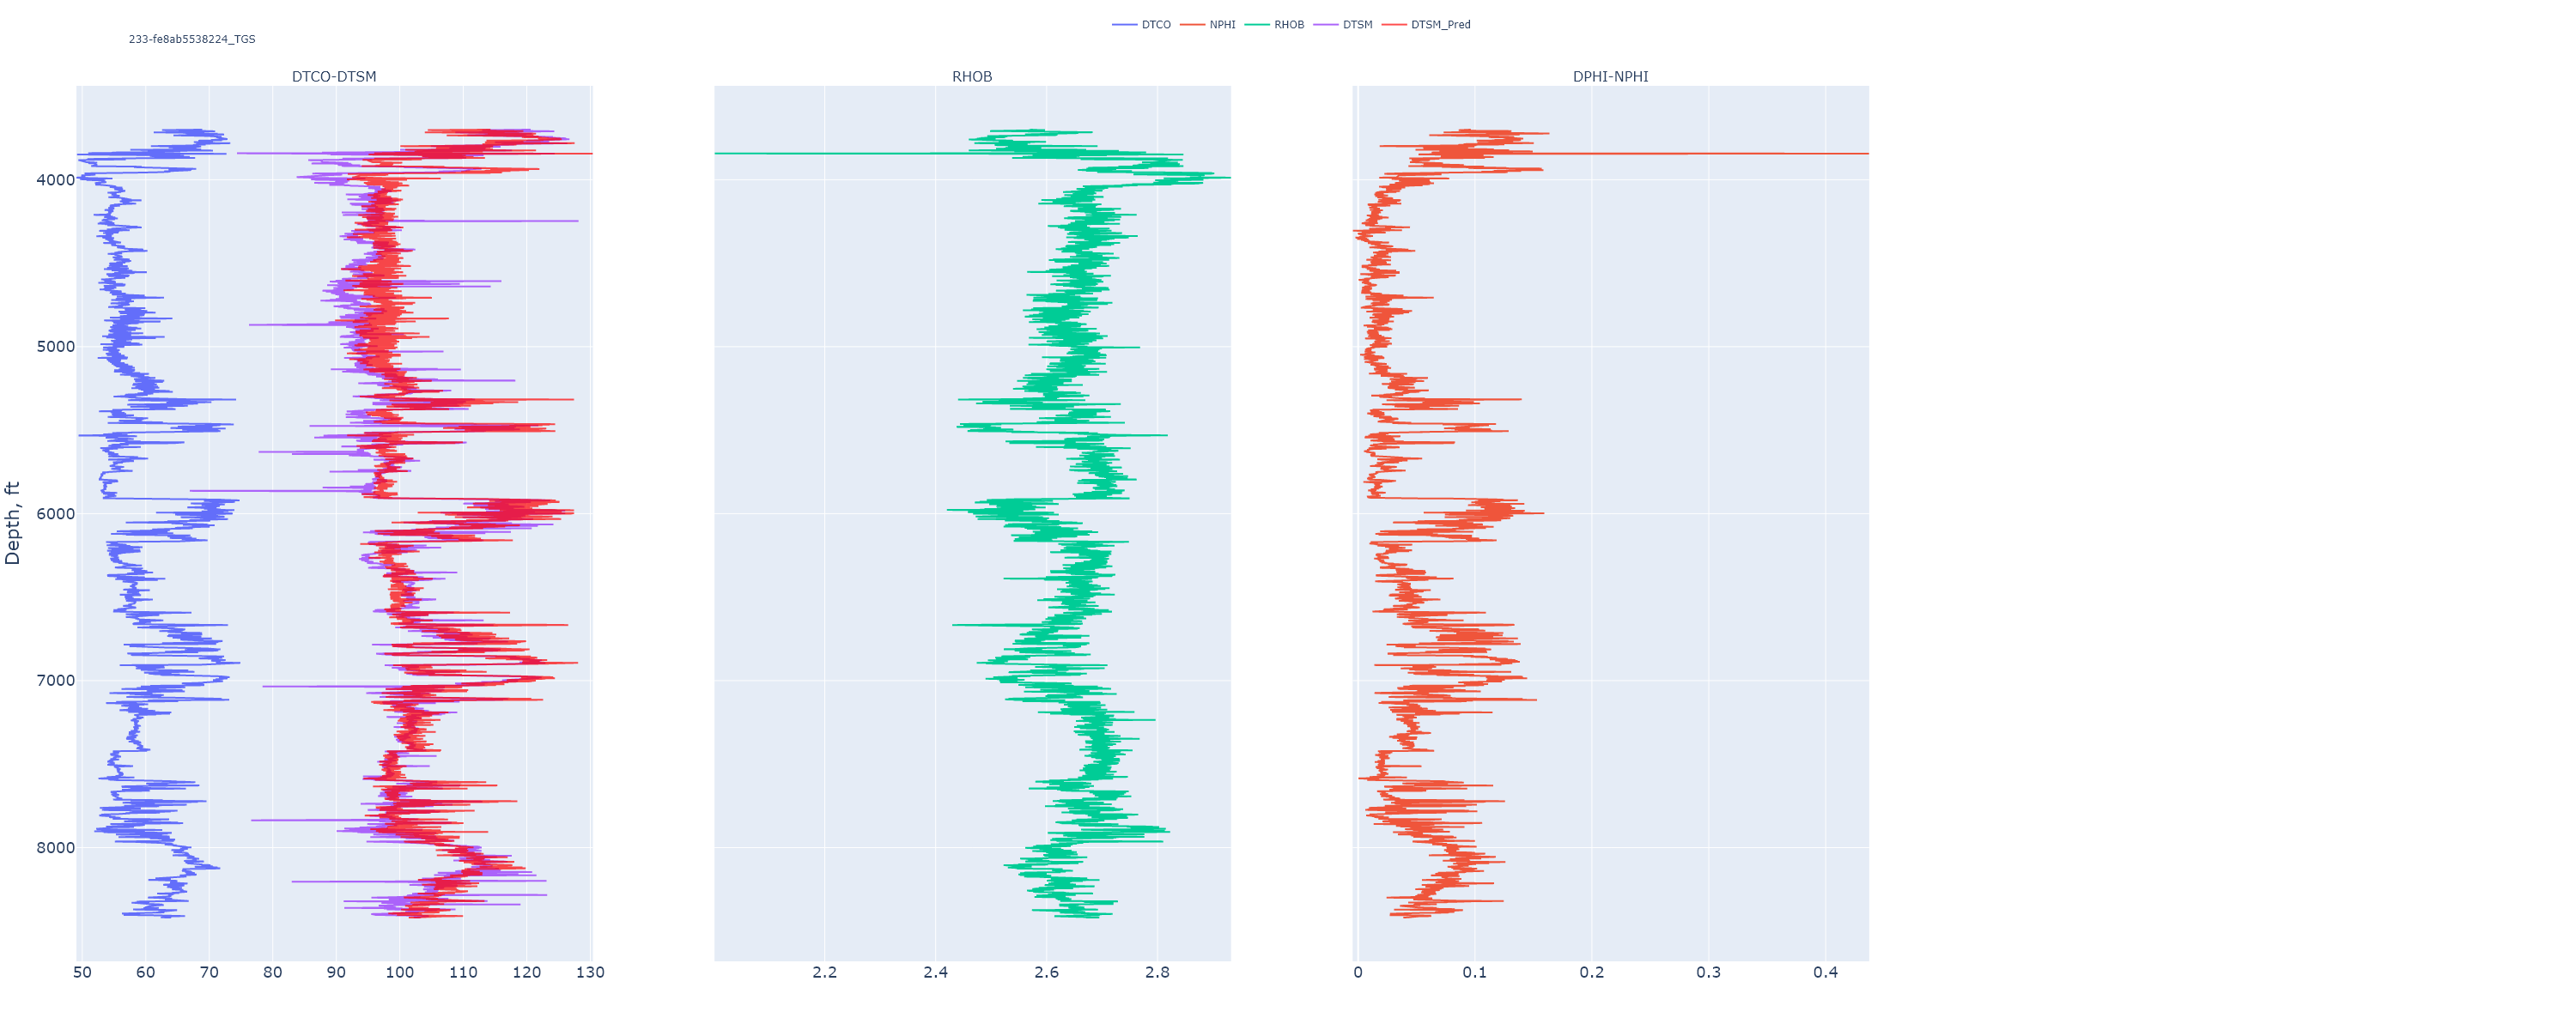 DTCO NPHI RHOB DTSM DTSM_Pred
233-fe8ab5538224_TGS
DTCO-DTSM RHOB DPHI-NPHI
4000
5000
6000
7000
8000
Depth, ft
50 60 70 80 90 100 110 120 130
2.2 2.4 2.6 2.8
0 0.1 0.2 0.3 0.4